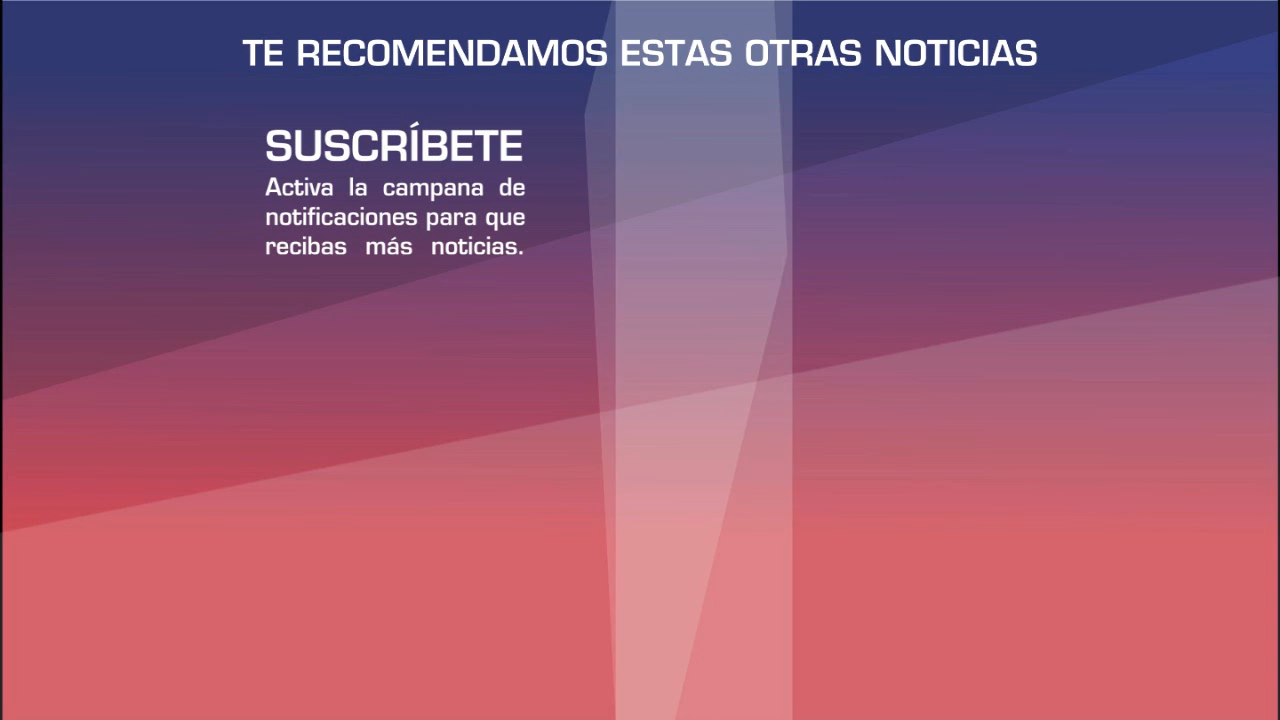 TE RECOMENDAMOS ESTAS OTRAS NOTICIAS
SUSCRÍBETE
Activa la campana de
notificaciones para que
recibas más noticias.